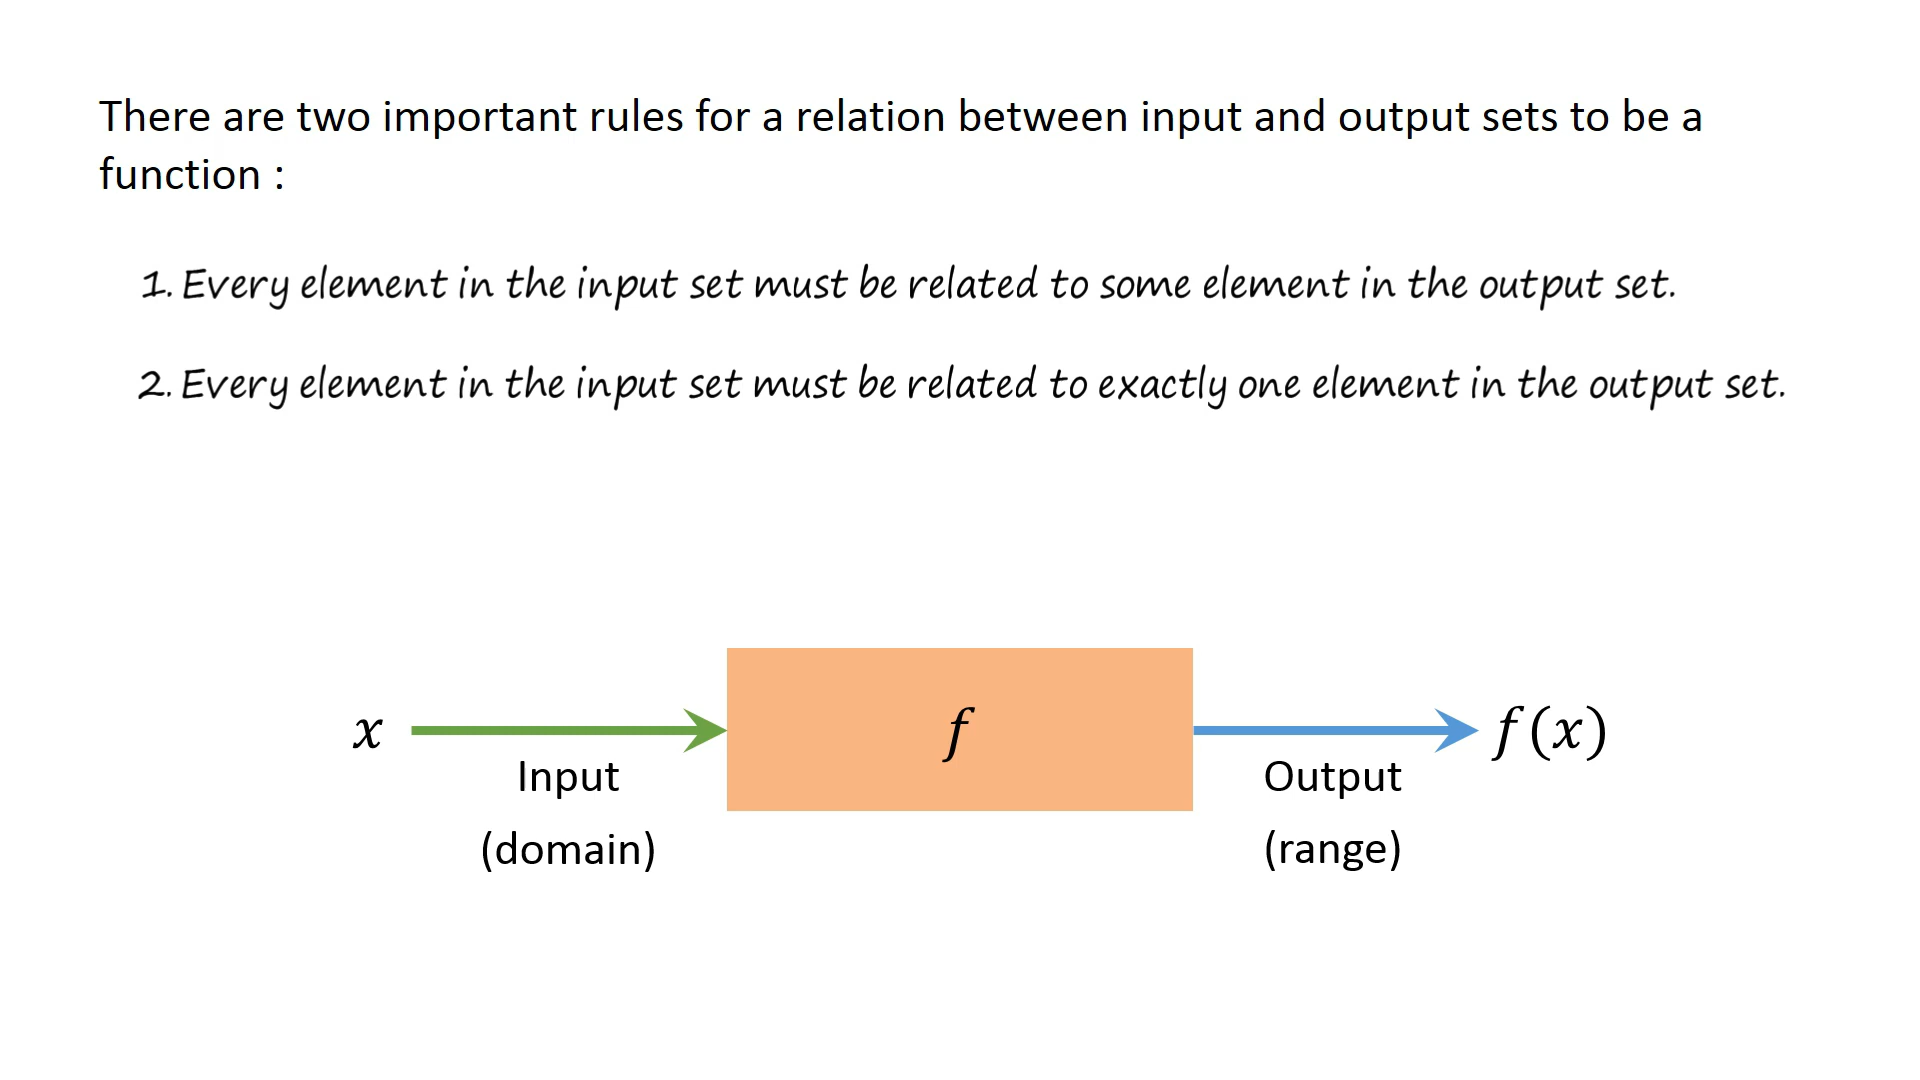 There are two important rules for a relation between input and output sets to be a
function :
1. Every element in the input set must be related to some element in the output set.
2. Every element in the input set must be related to exactly one element in the output set.
x
f
f(x)
Input
Output
(domain)
(range)